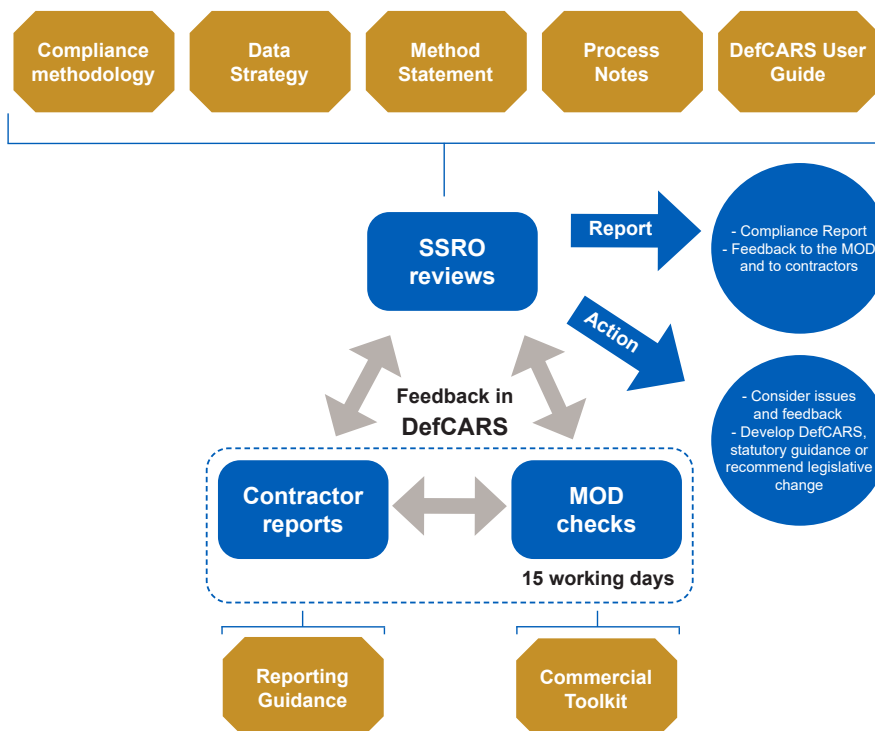 Compliance
methodology
Data
Strategy
Method
Statement
Process
Notes
DefCARS User
Guide
SSRO
reviews
Report
- Compliance Report
- Feedback to the MOD
and to contractors
Action
- Consider issues
and feedback
- Develop DefCARS,
statutory guidance or
recommend legislative
change
Feedback in
DefCARS
Contractor
reports
MOD
checks
15 working days
Reporting
Guidance
Commercial
Toolkit